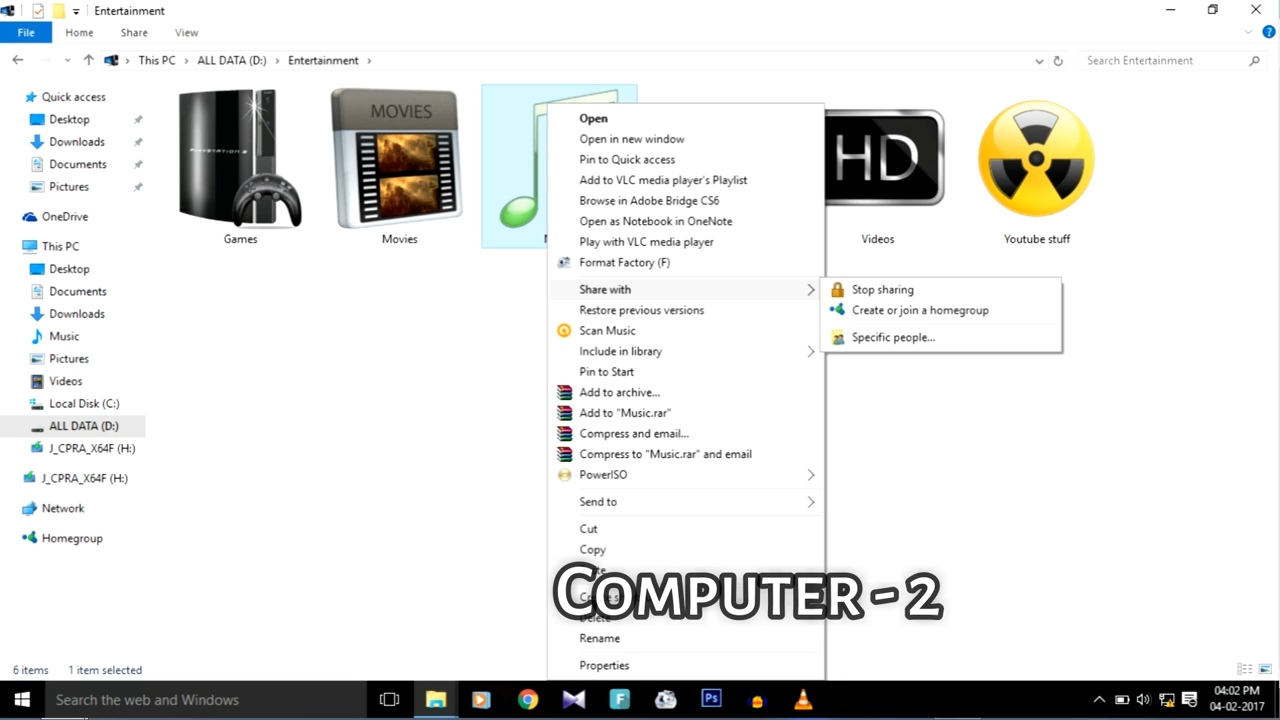 Entertainment
File Home Share View
This PC ALL DATA (D:) Entertainment
Search Entertainment
Quick access
Desktop
Downloads
Documents
Pictures
OneDrive
This PC
Desktop
Documents
Downloads
Music
Pictures
Videos
Local Disk (C:)
ALL DATA (D:)
J_CPRA_X64F (H:)
J_CPRA_X64F (H:)
Network
Homegroup
PLAYSTATION 3
Games
MOVIES
Movies
HD
Videos
Youtube stuff
Open
Open in new window
Pin to Quick access
Add to VLC media player's Playlist
Browse in Adobe Bridge CS6
Open as Notebook in OneNote
Play with VLC media player
Format Factory (F)
Share with
Restore previous versions
Scan Music
Include in library
Pin to Start
Add to archive...
Add to "Music.rar"
Compress and email...
Compress to "Music.rar" and email
PowerISO
Send to
Cut
Copy
Delete
Rename
Properties
Stop sharing
Create or join a homegroup
Specific people...
COMPUTER - 2
6 items 1 item selected
Search the web and Windows
Ps
04:02 PM
04-02-2017